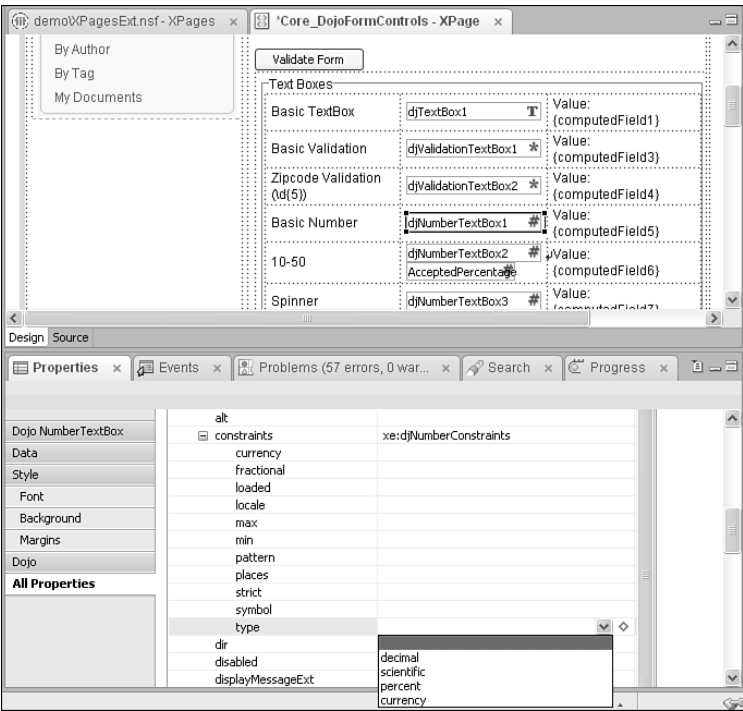 demo\XPagesExt.nsf - XPages × *Core_DojoFormControls - XPage ×
By Author
By Tag
My Documents
Validate Form
Text Boxes
Basic TextBox djTextBox1 T Value: {computedField1}
Basic Validation djValidationTextBox1 * Value: {computedField3}
Zipcode Validation (\d{5}) djValidationTextBox2 * Value: {computedField4}
Basic Number djNumberTextBox1 # Value: {computedField5}
10-50 djNumberTextBox2 # Value: {computedField6}
AcceptedPercentage #
Spinner djNumberTextBox3 # Value: {computedField7}
Design Source
Properties × Events × Problems (57 errors, 0 war... × Search × Progress ×
Dojo NumberTextBox
Data
Style
Font
Background
Margins
Dojo
All Properties
alt
constraints xe:djNumberConstraints
currency
fractional
loaded
locale
max
min
pattern
places
strict
symbol
type
dir
disabled
displayMessageExt
decimal
scientific
percent
currency